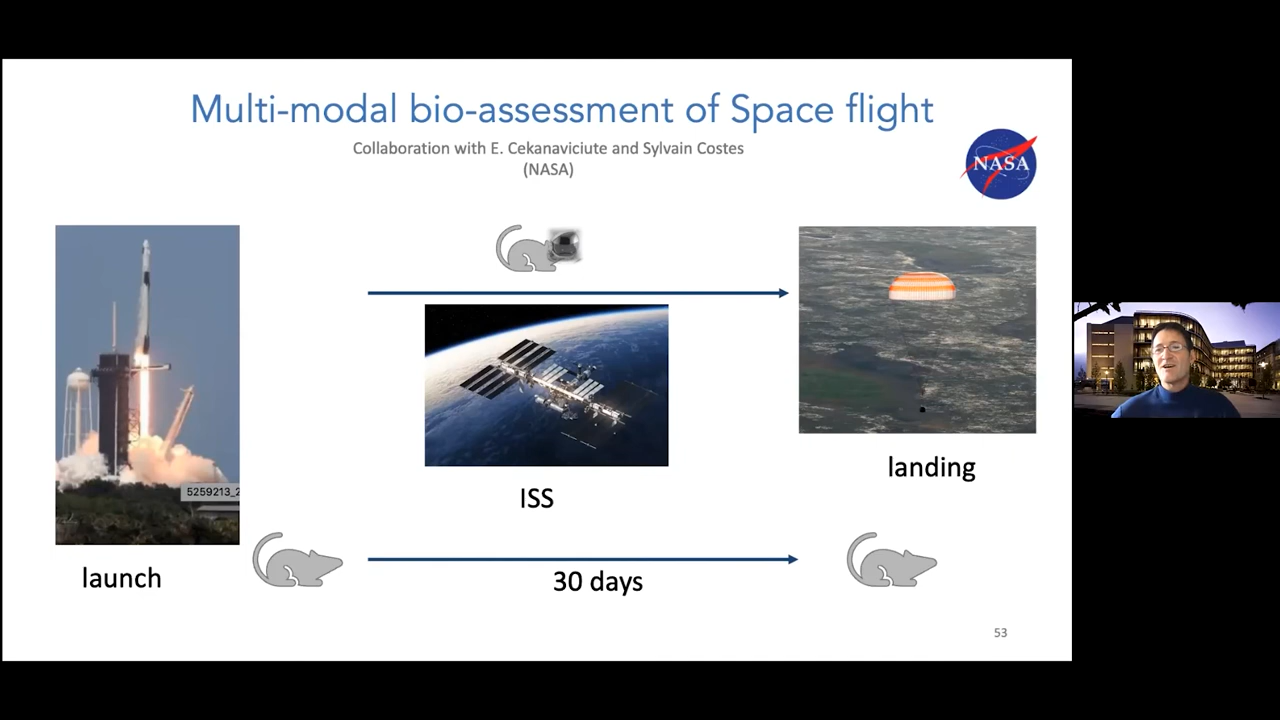 Multi-modal bio-assessment of Space flight
Collaboration with E. Cekanaviciute and Sylvain Costes
(NASA)
NASA
5259213_2
ISS
landing
launch
30 days
53